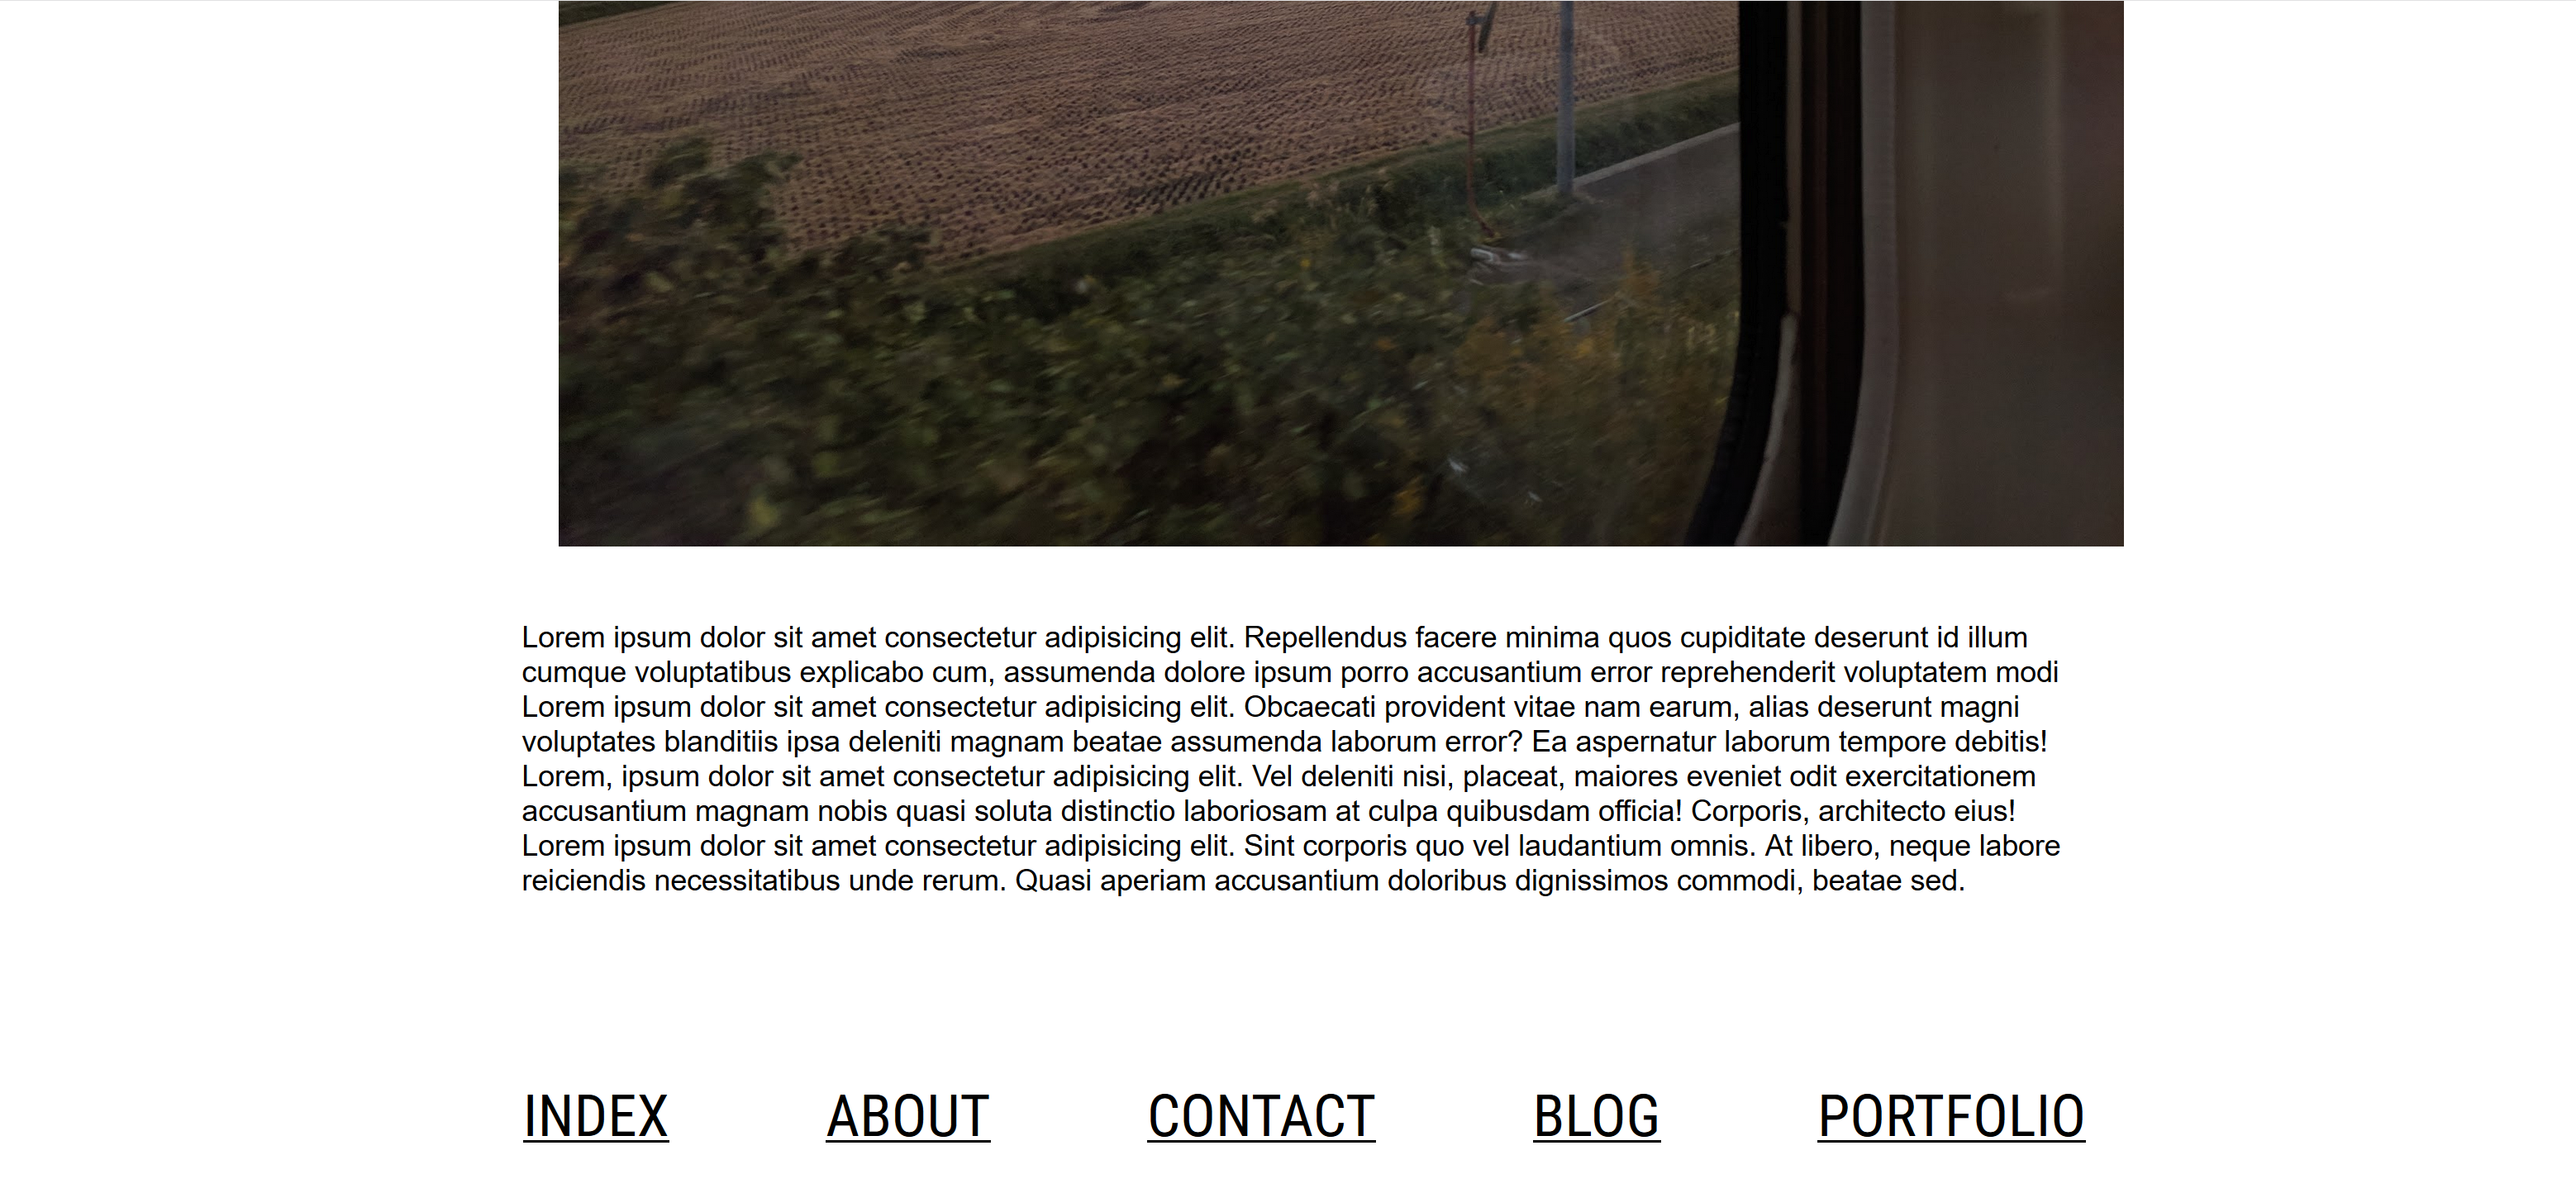 Lorem ipsum dolor sit amet consectetur adipisicing elit. Repellendus facere minima quos cupiditate deserunt id illum
cumque voluptatibus explicabo cum, assumenda dolore ipsum porro accusantium error reprehenderit voluptatem modi
Lorem ipsum dolor sit amet consectetur adipisicing elit. Obcaecati provident vitae nam earum, alias deserunt magni
voluptates blanditiis ipsa deleniti magnam beatae assumenda laborum error? Ea aspernatur laborum tempore debitis!
Lorem, ipsum dolor sit amet consectetur adipisicing elit. Vel deleniti nisi, placeat, maiores eveniet odit exercitationem
accusantium magnam nobis quasi soluta distinctio laboriosam at culpa quibusdam officia! Corporis, architecto eius!
Lorem ipsum dolor sit amet consectetur adipisicing elit. Sint corporis quo vel laudantium omnis. At libero, neque labore
reiciendis necessitatibus unde rerum. Quasi aperiam accusantium doloribus dignissimos commodi, beatae sed.
INDEX ABOUT CONTACT BLOG PORTFOLIO